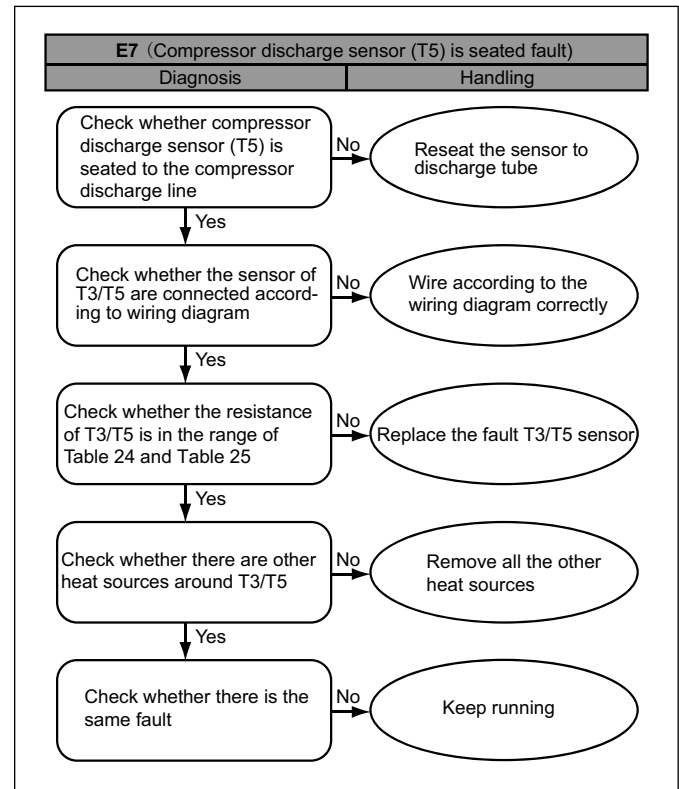 E7（Compressor discharge sensor (T5) is seated fault)
Diagnosis
Handling
Check whether compressor
discharge sensor (T5) is
seated to the compressor
discharge line
No
Reseat the sensor to
discharge tube
Yes
Check whether the sensor of
T3/T5 are connected accord-
ing to wiring diagram
No
Wire according to the
wiring diagram correctly
Yes
Check whether the resistance
of T3/T5 is in the range of
Table 24 and Table 25
No
Replace the fault T3/T5 sensor
Yes
Check whether there are other
heat sources around T3/T5
No
Remove all the other
heat sources
Yes
Check whether there is the
same fault
No
Keep running